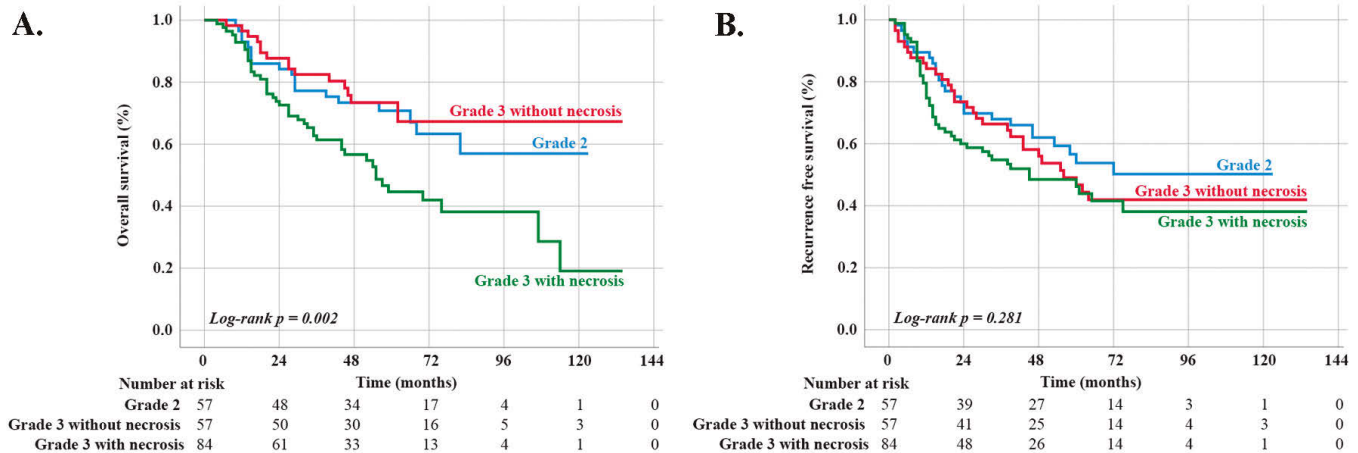 A.
Overall survival (%)
1.0
0.8
0.6
0.4
0.2
0.0
Grade 3 without necrosis
Grade 2
Grade 3 with necrosis
Log-rank p = 0.002
0 24 48 72 96 120 144
Time (months)
Number at risk
Grade 2 57 48 34 17 4 1 0
Grade 3 without necrosis 57 50 30 16 5 3 0
Grade 3 with necrosis 84 61 33 13 4 1 0
B.
Recurrence free survival (%)
1.0
0.8
0.6
0.4
0.2
0.0
Grade 2
Grade 3 without necrosis
Grade 3 with necrosis
Log-rank p = 0.281
0 24 48 72 96 120 144
Time (months)
Number at risk
Grade 2 57 39 27 14 3 1 0
Grade 3 without necrosis 57 41 25 14 4 3 0
Grade 3 with necrosis 84 48 26 14 4 1 0